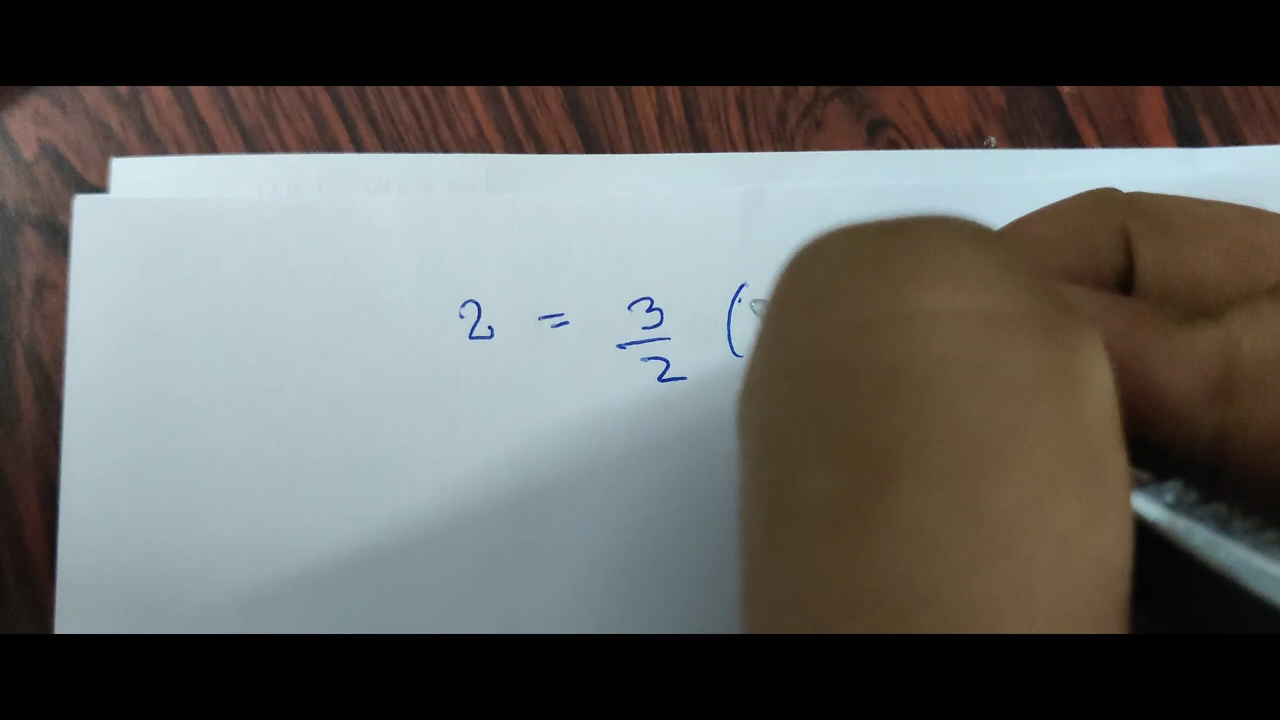 2 = 3/2 (